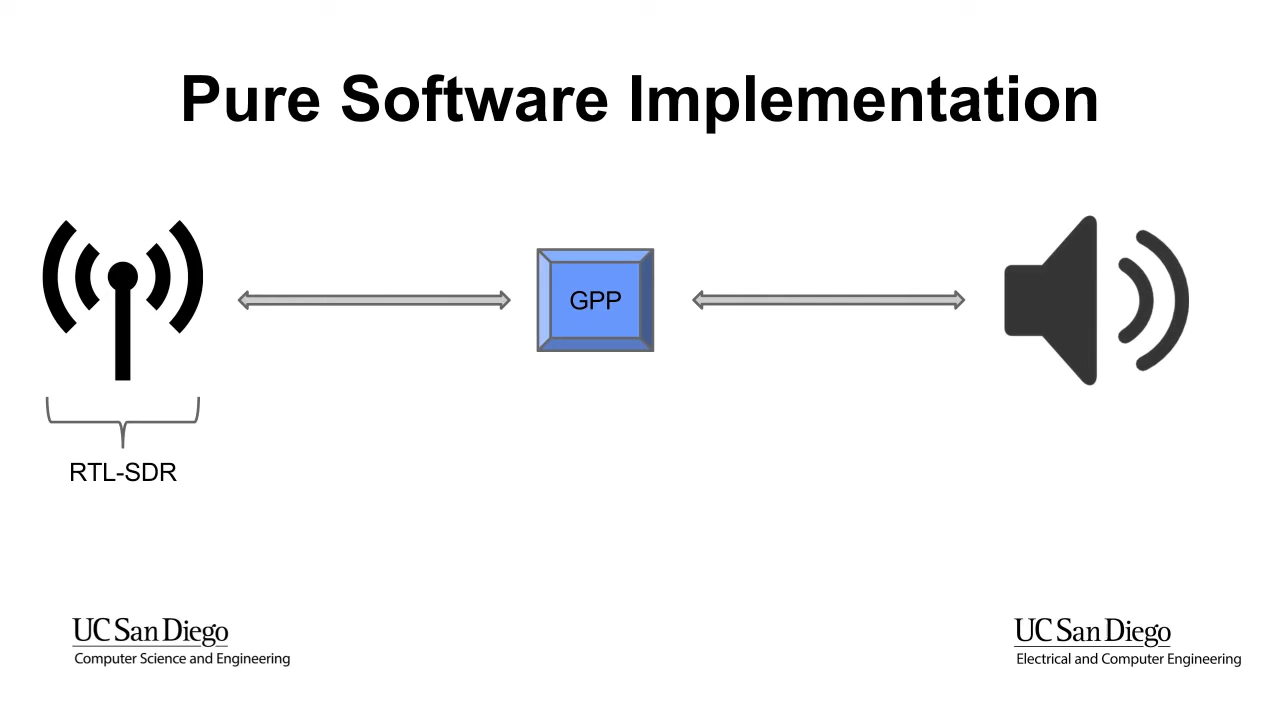 Pure Software Implementation
GPP
RTL-SDR
UC San Diego
Computer Science and Engineering
UC San Diego
Electrical and Computer Engineering